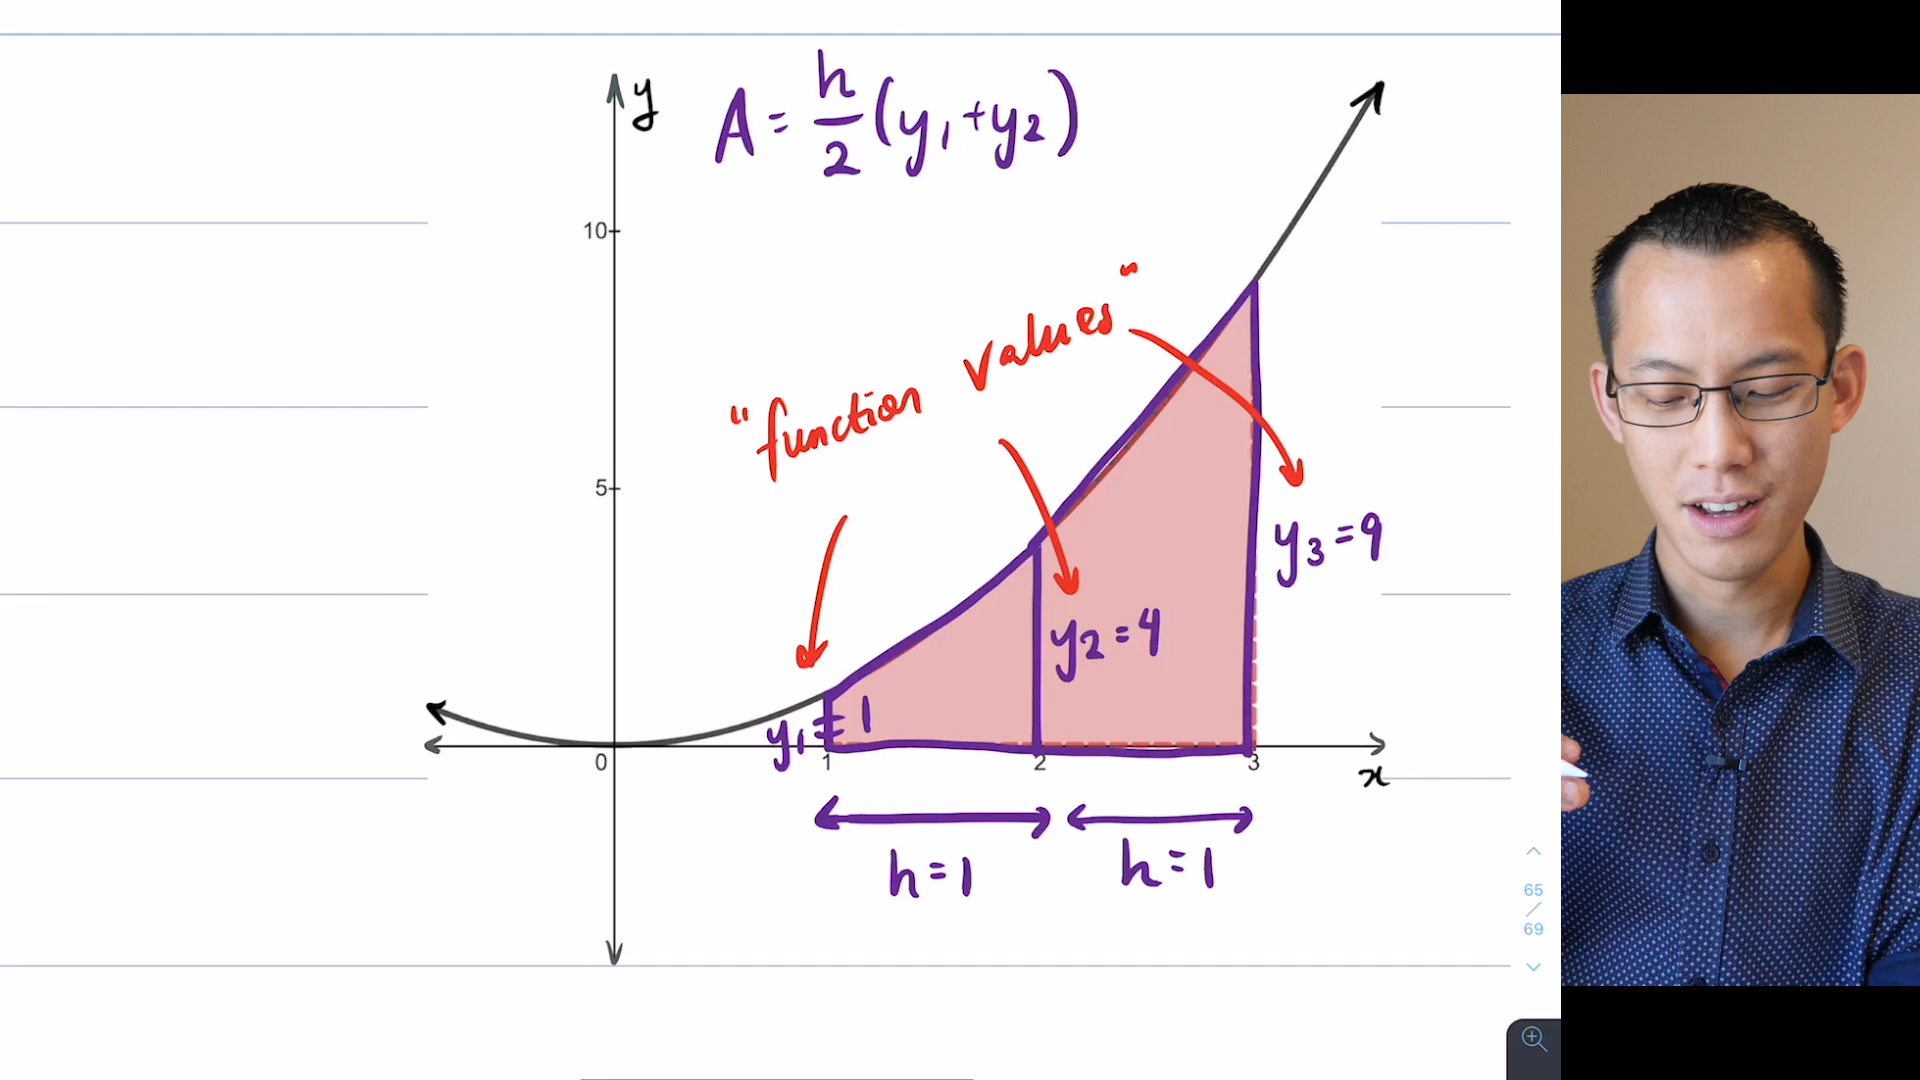 y
A = h/2 (y₁+y₂)
10
"function values"
5
y₃=9
y₂=4
y₁=1
0
1
2
3
x
h=1
h=1
65
/
69